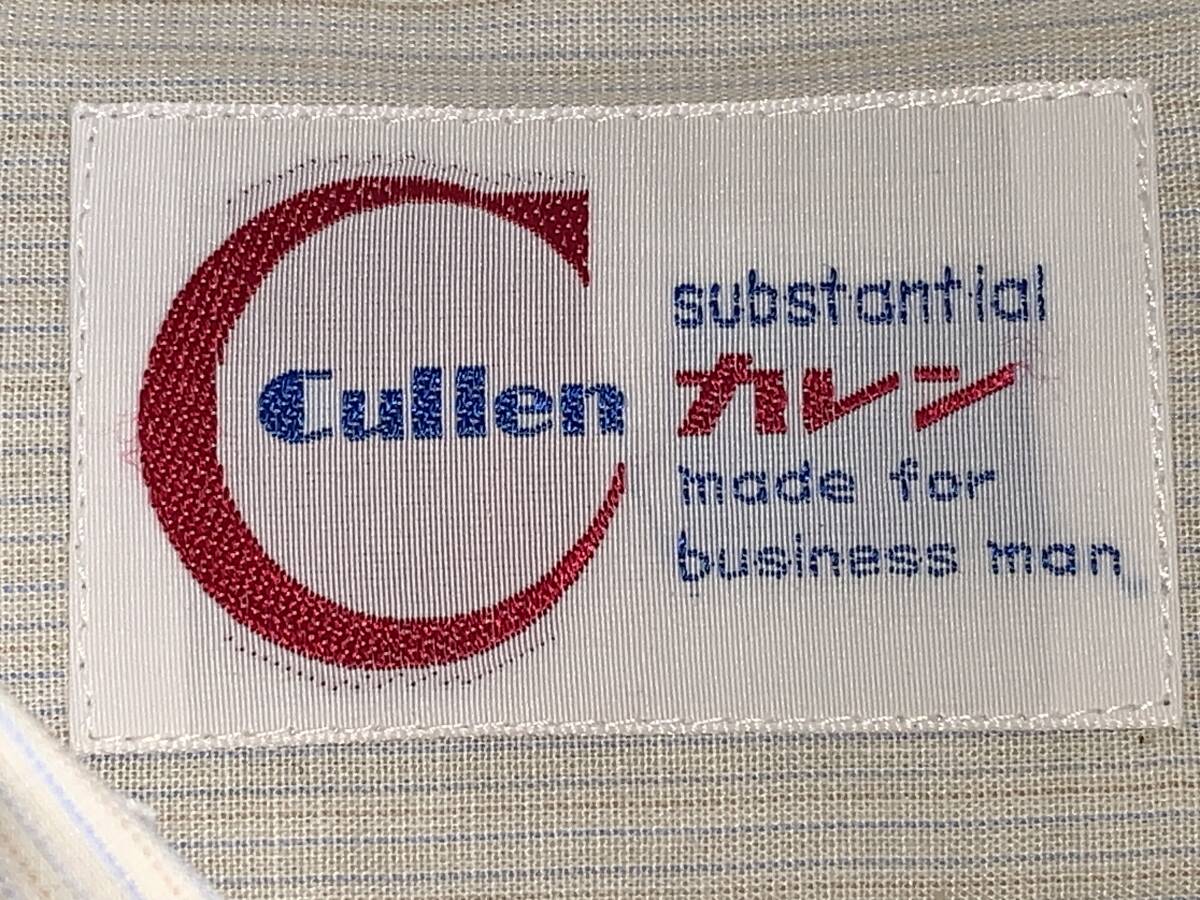 C
Cullen
substantial
カレン
made for
business man